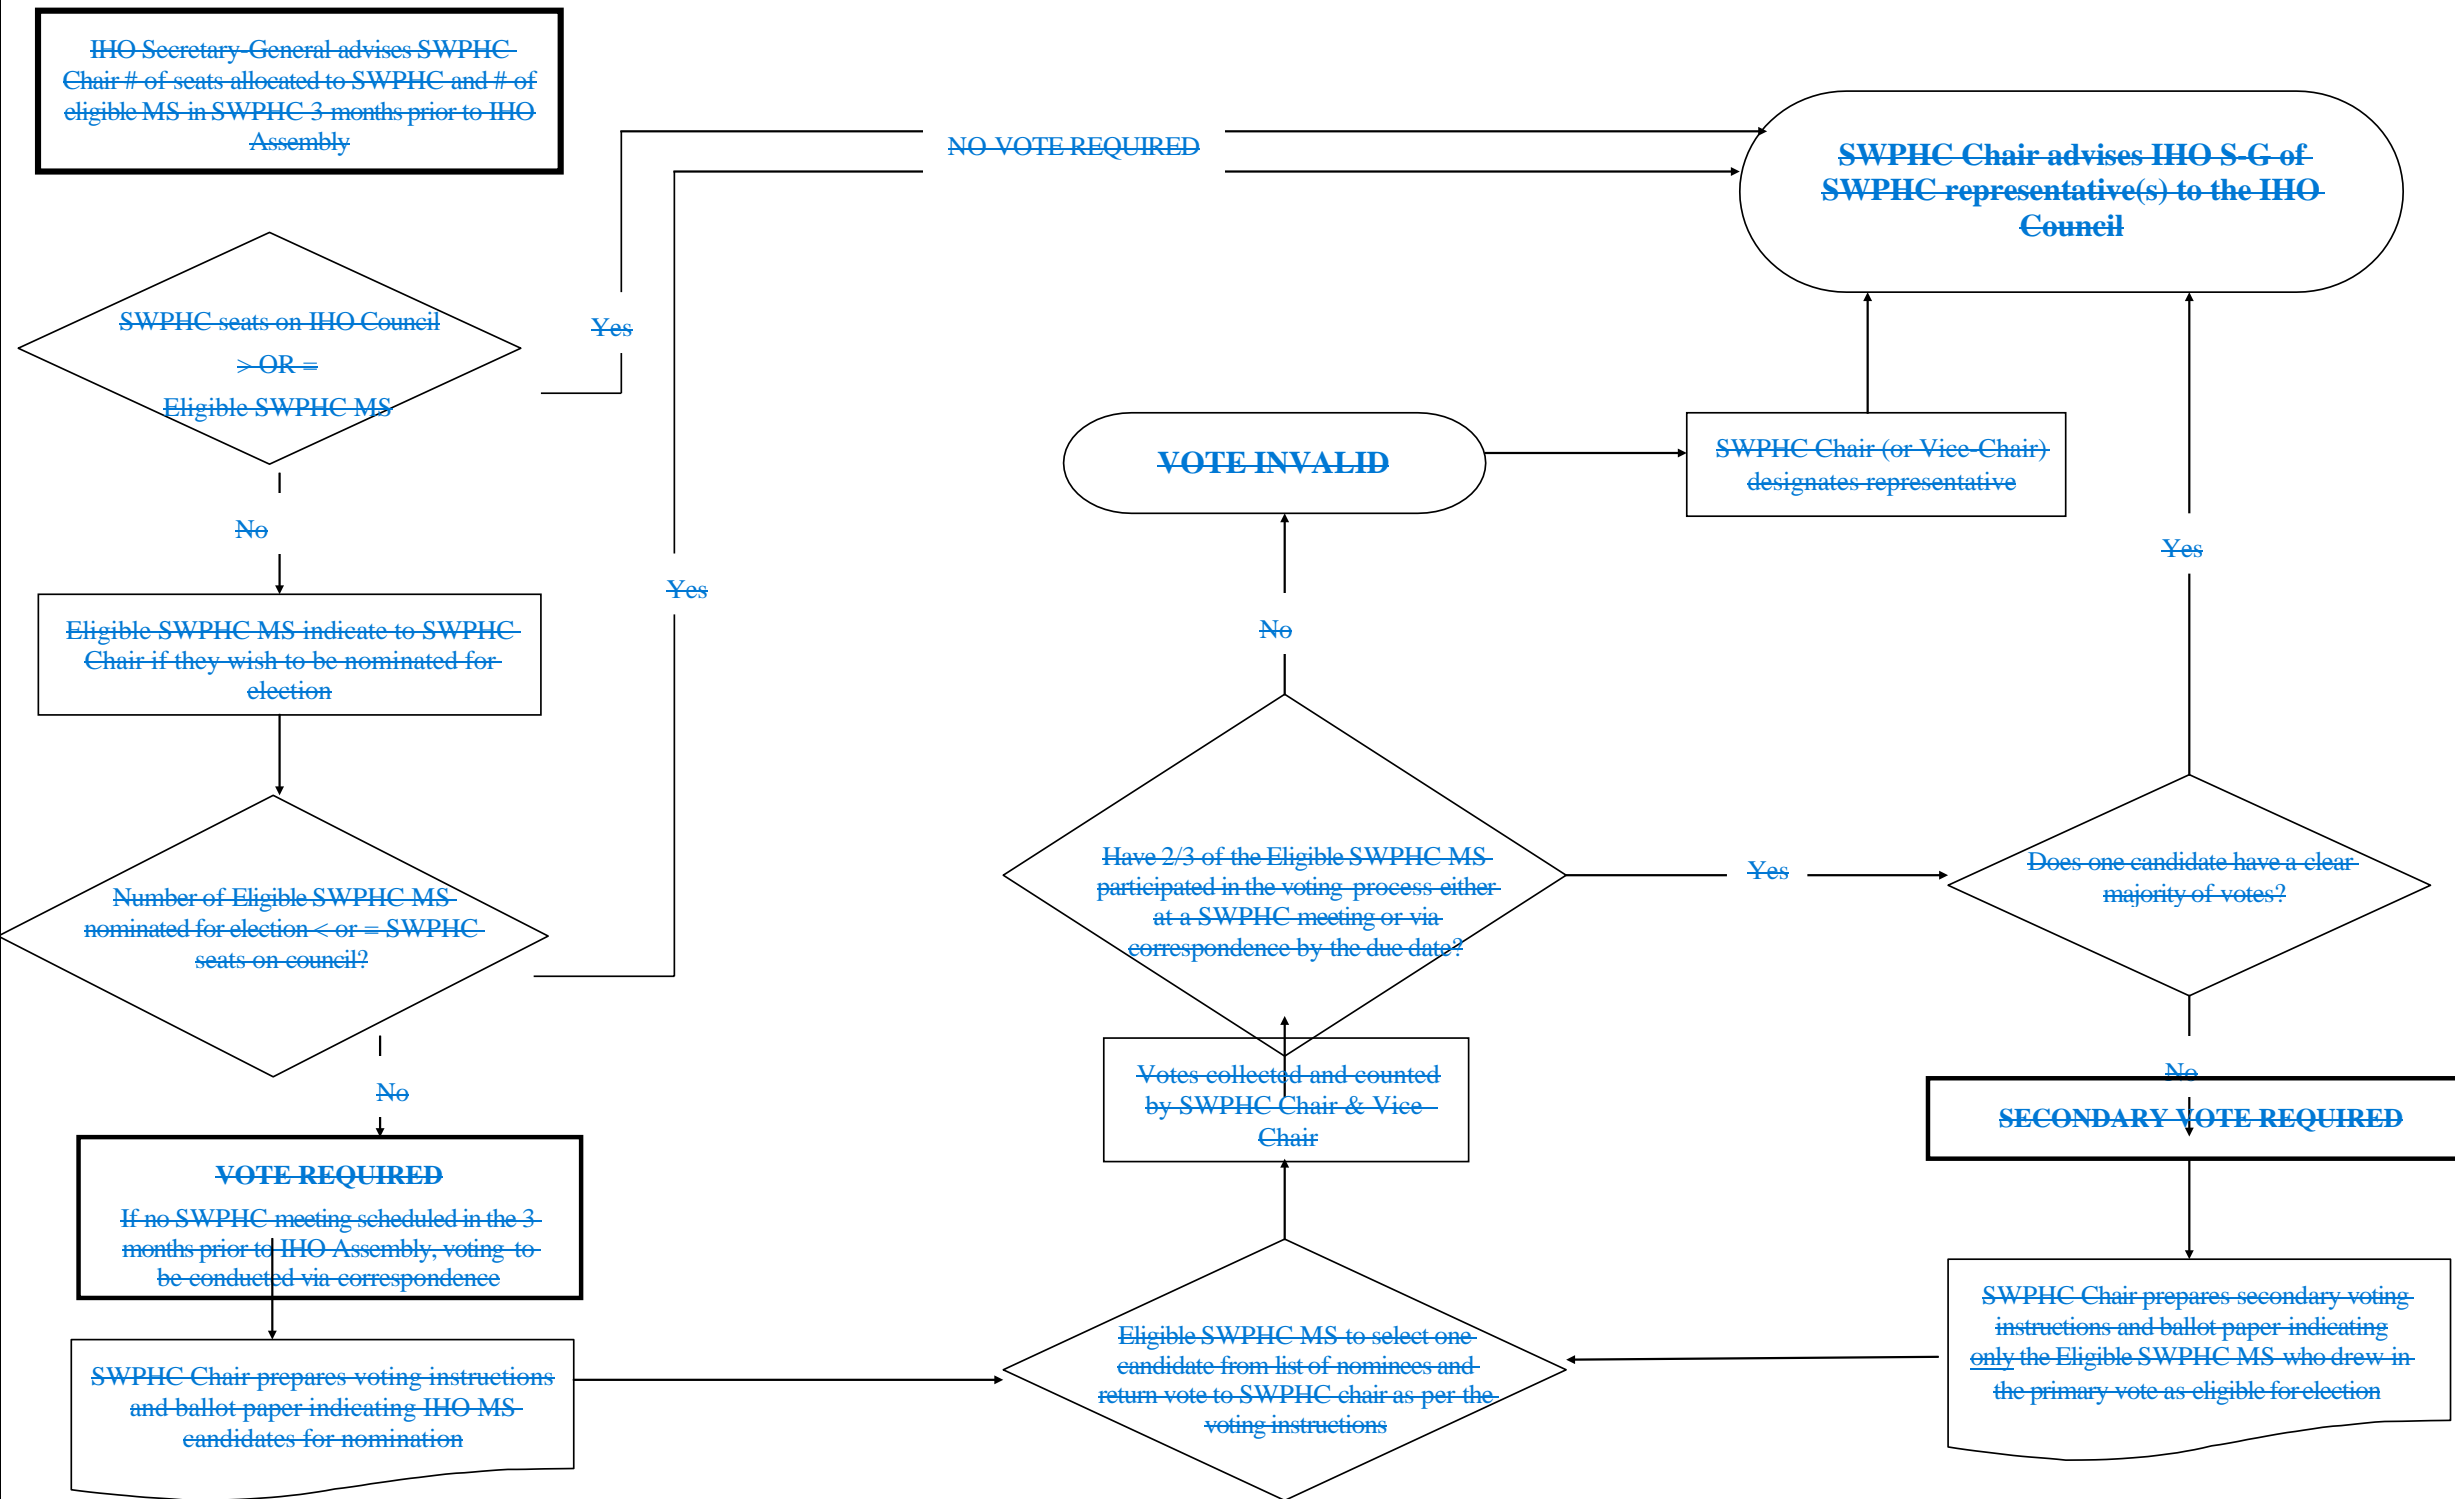 IHO Secretary-General advises SWPHC
Chair # of seats allocated to SWPHC and # of
eligible MS in SWPHC 3 months prior to IHO
Assembly
NO VOTE REQUIRED
SWPHC Chair advises IHO S-G of
SWPHC representative(s) to the IHO
Council
SWPHC seats on IHO Council
> OR =
Eligible SWPHC MS
Yes
No
Yes
Eligible SWPHC MS indicate to SWPHC
Chair if they wish to be nominated for
election
Number of Eligible SWPHC MS
nominated for election < or = SWPHC
seats on council?
No
VOTE REQUIRED
If no SWPHC meeting scheduled in the 3
months prior to IHO Assembly, voting to
be conducted via correspondence
SWPHC Chair prepares voting instructions
and ballot paper indicating IHO MS
candidates for nomination
VOTE INVALID
SWPHC Chair (or Vice-Chair)
designates representative
No
Have 2/3 of the Eligible SWPHC MS
participated in the voting process either
at a SWPHC meeting or via
correspondence by the due date?
Yes
Votes collected and counted
by SWPHC Chair & Vice
Chair
Eligible SWPHC MS to select one
candidate from list of nominees and
return vote to SWPHC chair as per the
voting instructions
Yes
Does one candidate have a clear
majority of votes?
No
SECONDARY VOTE REQUIRED
SWPHC Chair prepares secondary voting
instructions and ballot paper indicating
only the Eligible SWPHC MS who drew in
the primary vote as eligible for election